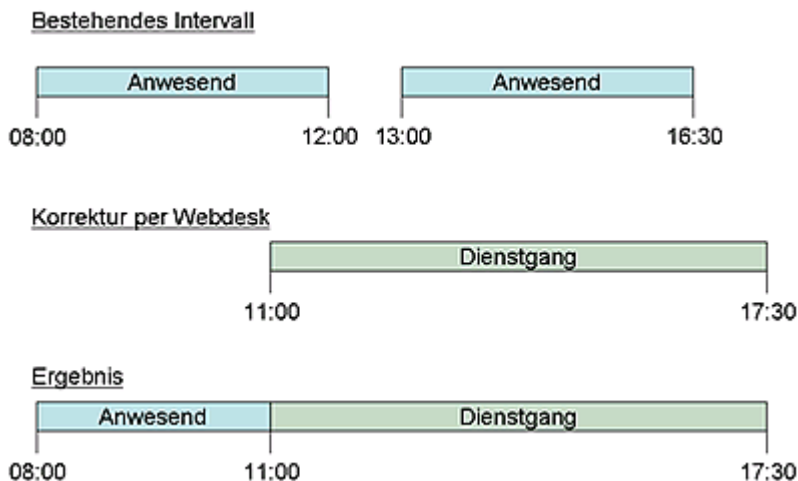 Bestehendes Intervall
Anwesend Anwesend
08:00 12:00 13:00 16:30
Korrektur per Webdesk
Dienstgang
11:00 17:30
Ergebnis
Anwesend Dienstgang
08:00 11:00 17:30